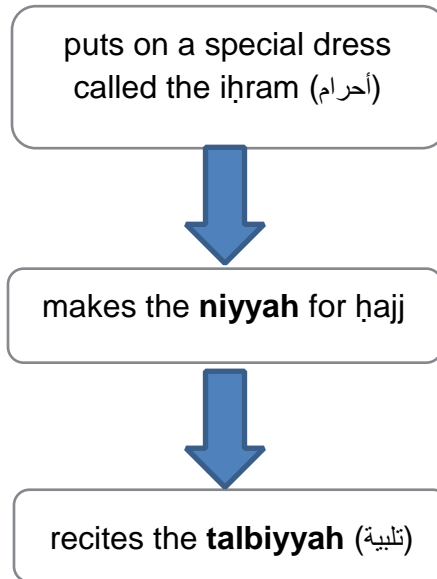 puts on a special dress
called the iḥram (أحرام)
makes the niyyah for ḥajj
recites the talbiyyah (تلبية)